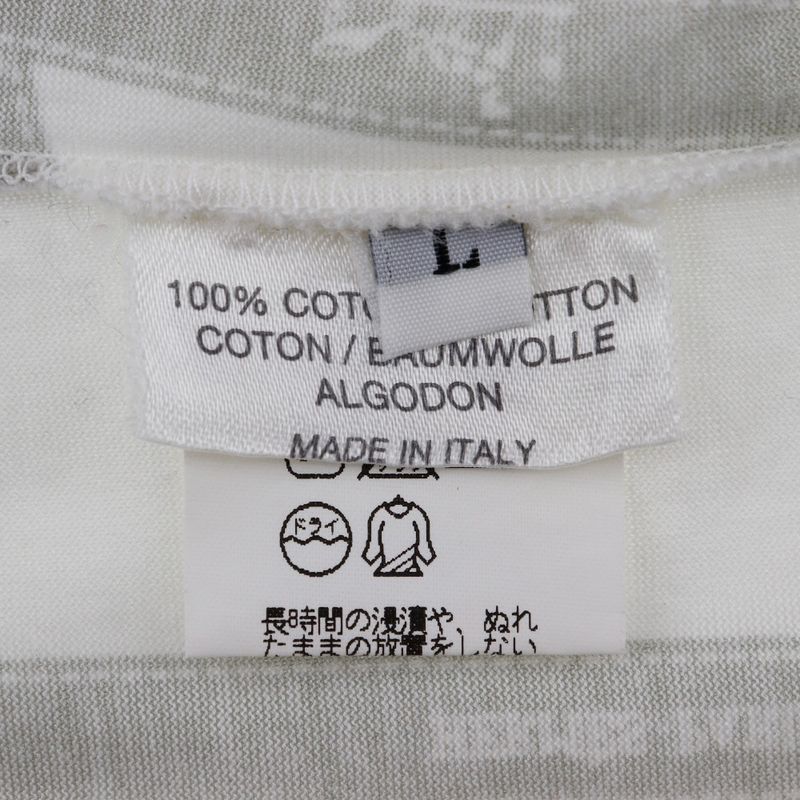 L
100% COTO TTON
COTON / BAUMWOLLE
ALGODON
MADE IN ITALY
ドライ
長時間の浸漬や、ぬれ
たままの放置をしない